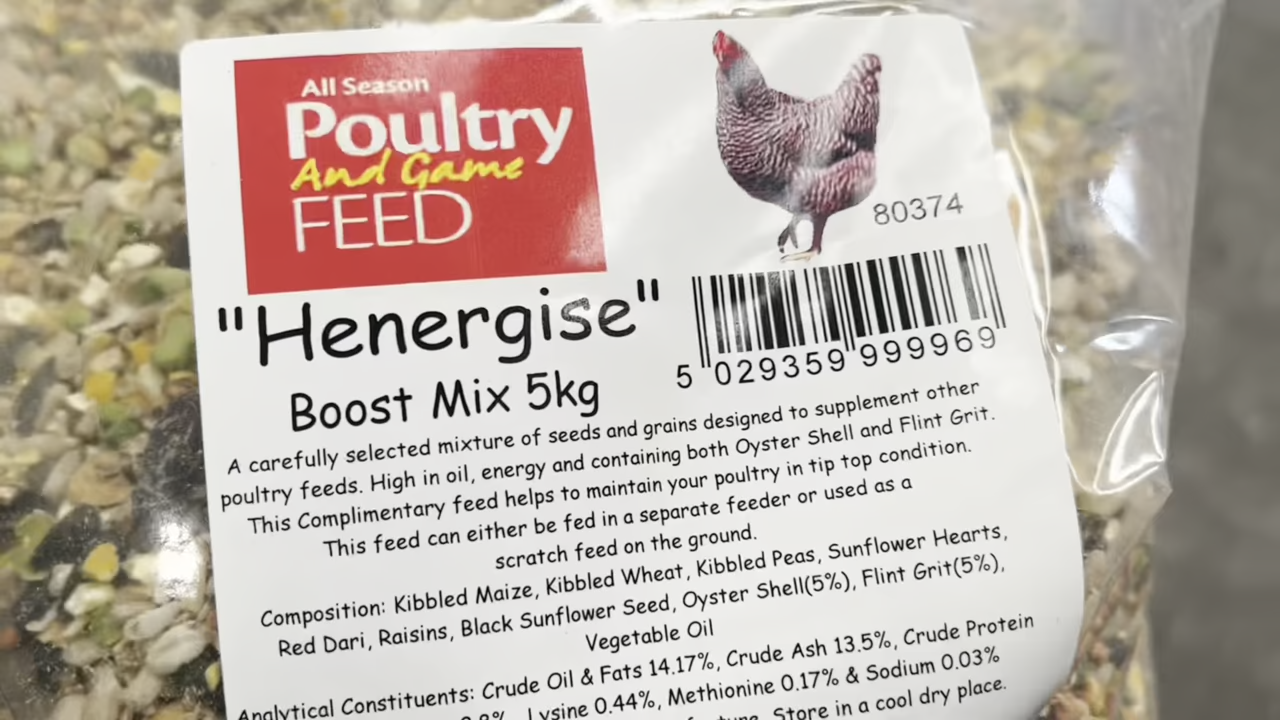 All Season
Poultry
And Game
FEED
80374
"Henergise"
Boost Mix 5kg
5 029359 999969
A carefully selected mixture of seeds and grains designed to supplement other
poultry feeds. High in oil, energy and containing both Oyster Shell and Flint Grit.
This Complimentary feed helps to maintain your poultry in tip top condition.
This feed can either be fed in a separate feeder or used as a
scratch feed on the ground.
Composition: Kibbled Maize, Kibbled Wheat, Kibbled Peas, Sunflower Hearts,
Red Dari, Raisins, Black Sunflower Seed, Oyster Shell(5%), Flint Grit(5%),
Vegetable Oil
Analytical Constituents: Crude Oil & Fats 14.17%, Crude Ash 13.5%, Crude Protein
Lysine 0.44%, Methionine 0.17% & Sodium 0.03%
Store in a cool dry place.